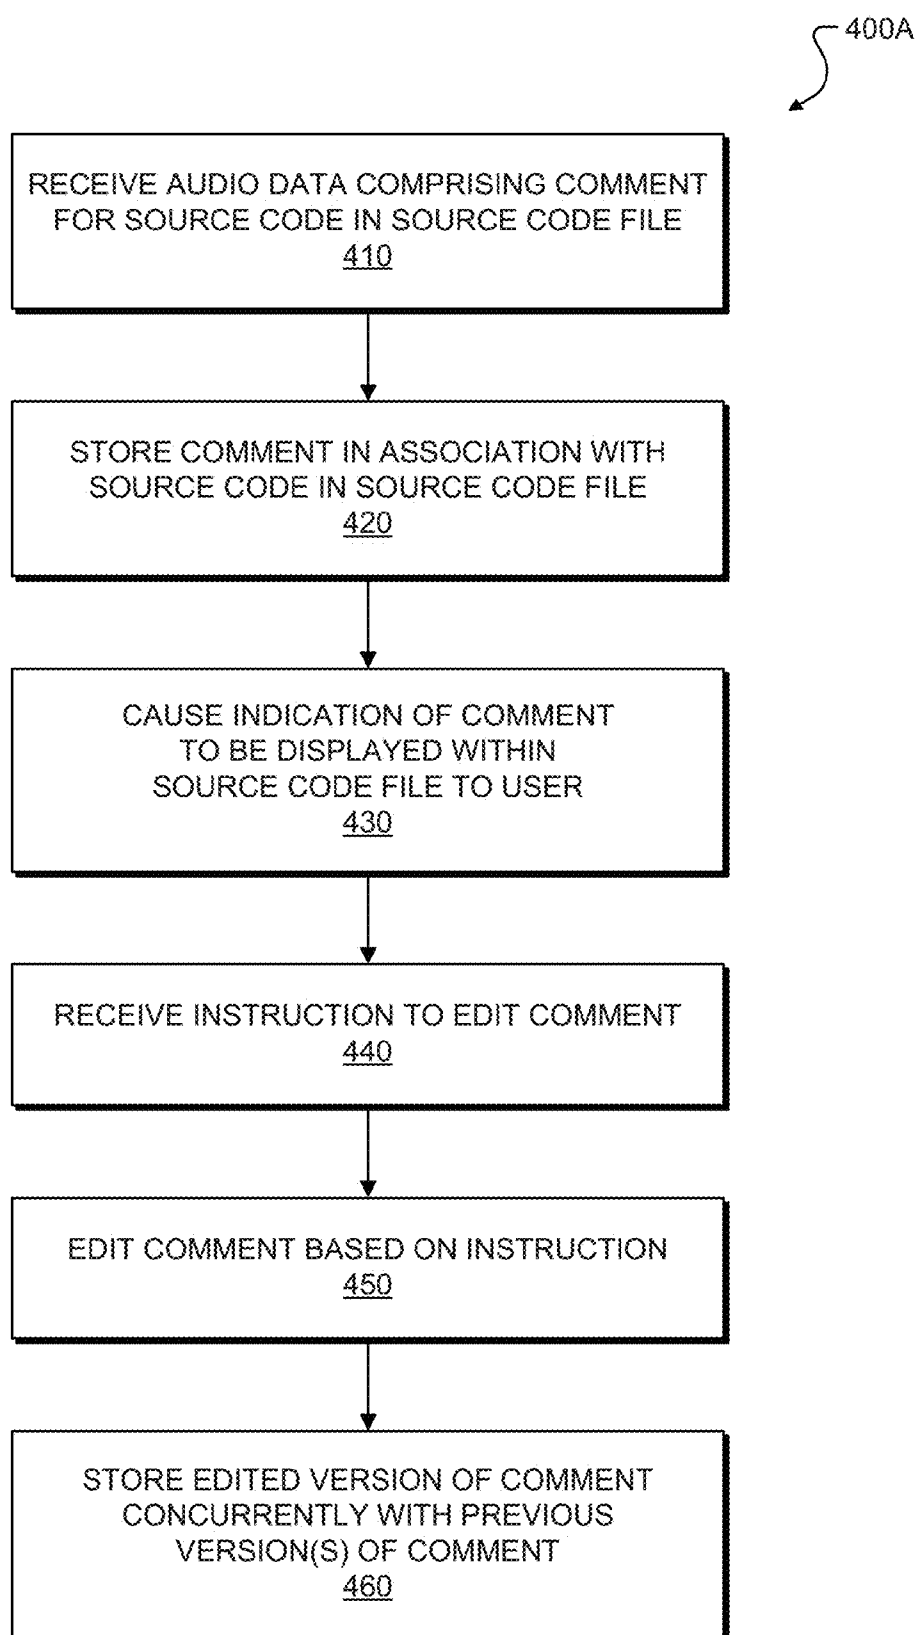 400A
RECEIVE AUDIO DATA COMPRISING COMMENT
FOR SOURCE CODE IN SOURCE CODE FILE
410
STORE COMMENT IN ASSOCIATION WITH
SOURCE CODE IN SOURCE CODE FILE
420
CAUSE INDICATION OF COMMENT
TO BE DISPLAYED WITHIN
SOURCE CODE FILE TO USER
430
RECEIVE INSTRUCTION TO EDIT COMMENT
440
EDIT COMMENT BASED ON INSTRUCTION
450
STORE EDITED VERSION OF COMMENT
CONCURRENTLY WITH PREVIOUS
VERSION(S) OF COMMENT
460